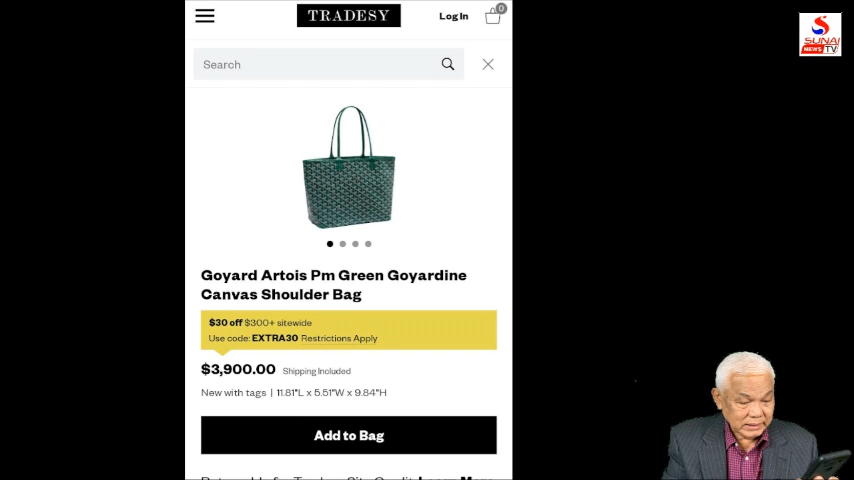 TRADESY
Log In
0
SUNAI
NEWS TV
Search
Goyard Artois Pm Green Goyardine
Canvas Shoulder Bag
$30 off $300+ sitewide
Use code: EXTRA30 Restrictions Apply
$3,900.00 Shipping Included
New with tags | 11.81"L x 5.51"W x 9.84"H
Add to Bag